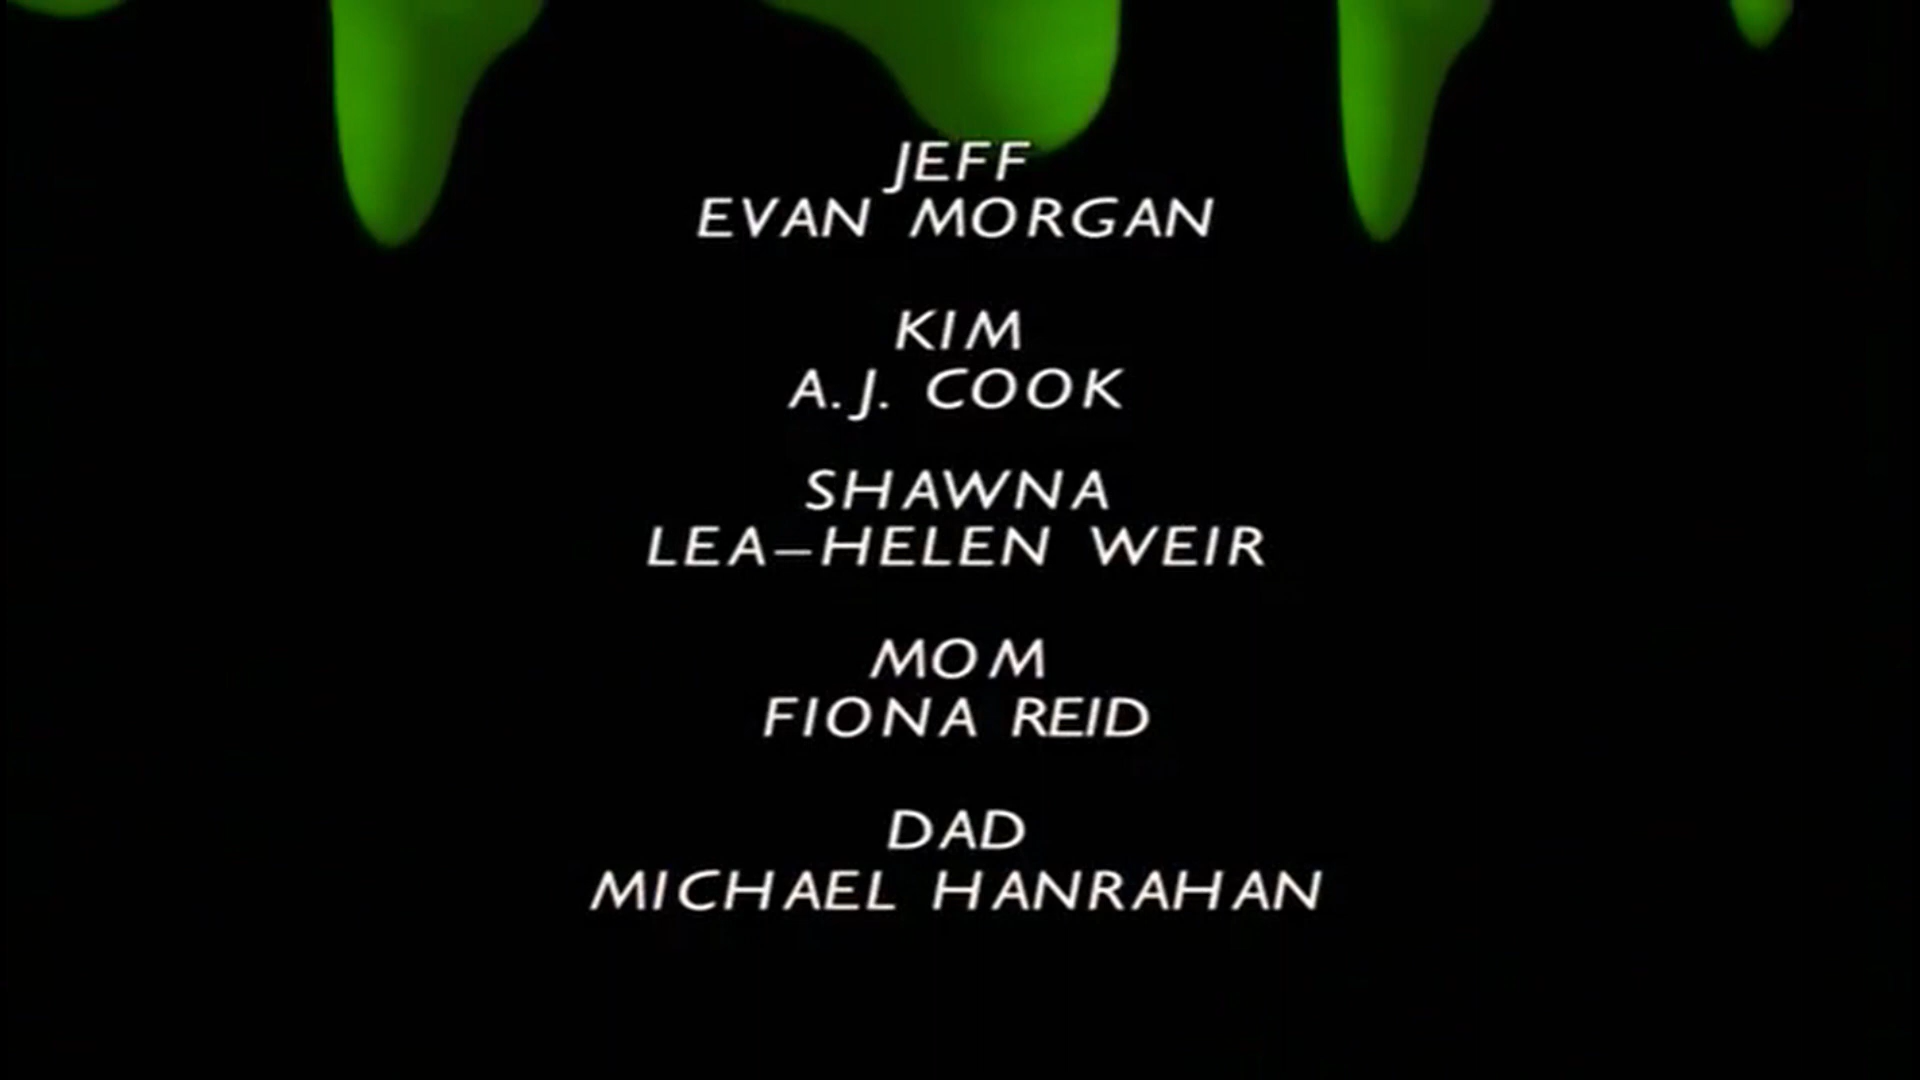 JEFF
EVAN MORGAN
KIM
A.J. COOK
SHAWNA
LEA-HELEN WEIR
MOM
FIONA REID
DAD
MICHAEL HANRAHAN